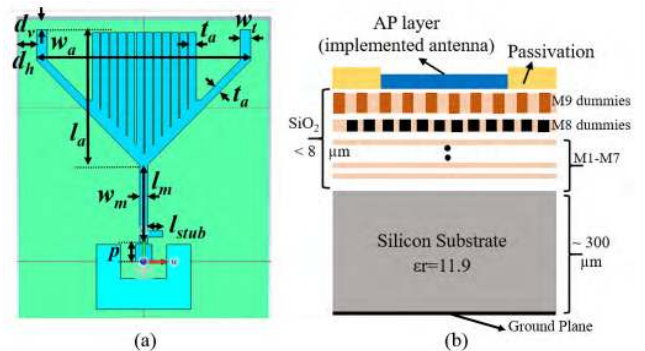 d_v
d_h
w_a
t_a
w_t
t_a
l_a
l_m
w_m
l_stub
p
(a)
AP layer
(implemented antenna)
Passivation
M9 dummies
SiO₂
< 8 μm
M8 dummies
M1-M7
Silicon Substrate
εr=11.9
~ 300
μm
Ground Plane
(b)